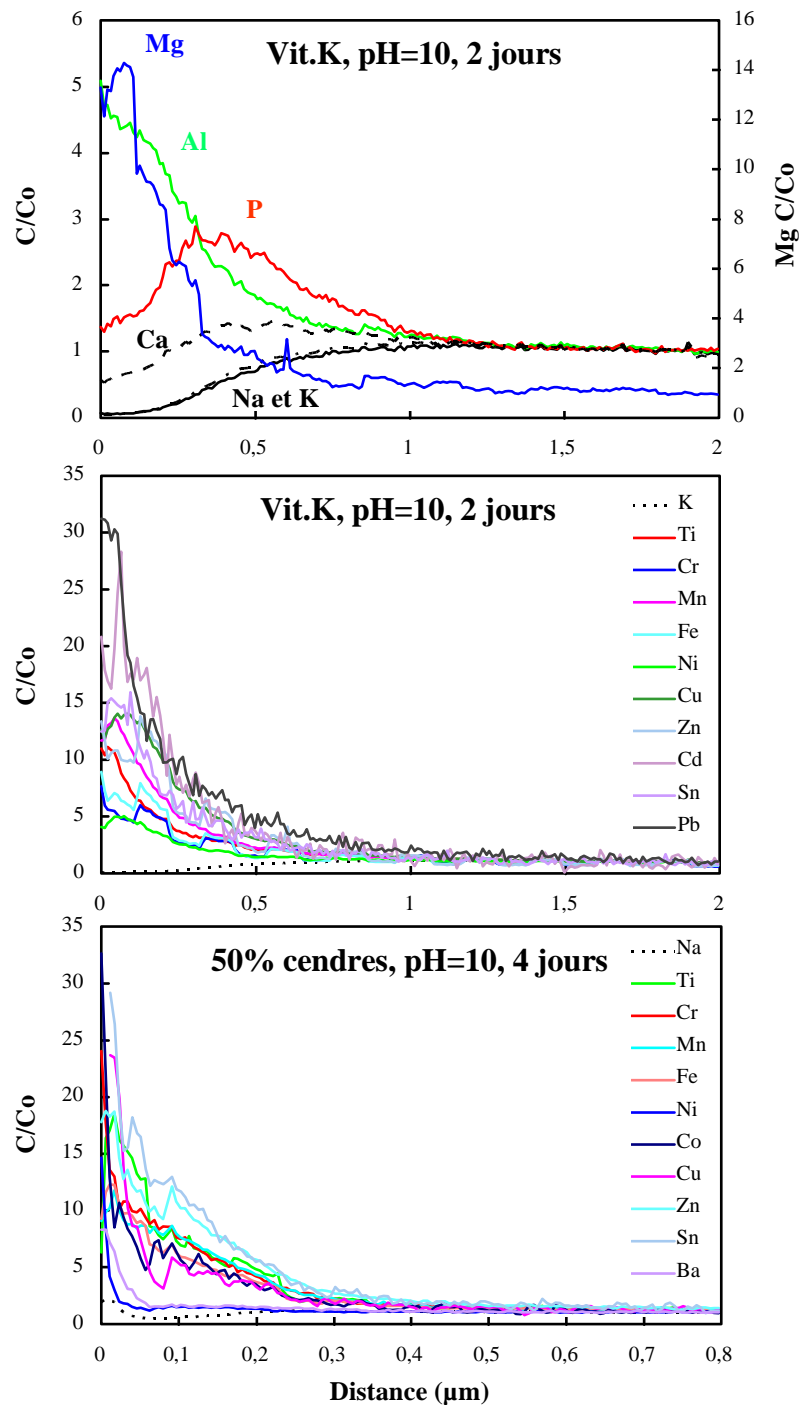 Vit.K, pH=10, 2 jours
Mg
Al
P
Ca
Na et K
C/Co
Mg C/Co
6
5
4
3
2
1
0
16
14
12
10
8
6
4
2
0
0
0,5
1
1,5
2
Vit.K, pH=10, 2 jours
C/Co
35
30
25
20
15
10
5
0
K
Ti
Cr
Mn
Fe
Ni
Cu
Zn
Cd
Sn
Pb
0
0,5
1
1,5
2
50% cendres, pH=10, 4 jours
C/Co
35
30
25
20
15
10
5
0
Na
Ti
Cr
Mn
Fe
Ni
Co
Cu
Zn
Sn
Ba
0
0,1
0,2
0,3
0,4
0,5
0,6
0,7
0,8
Distance (µm)